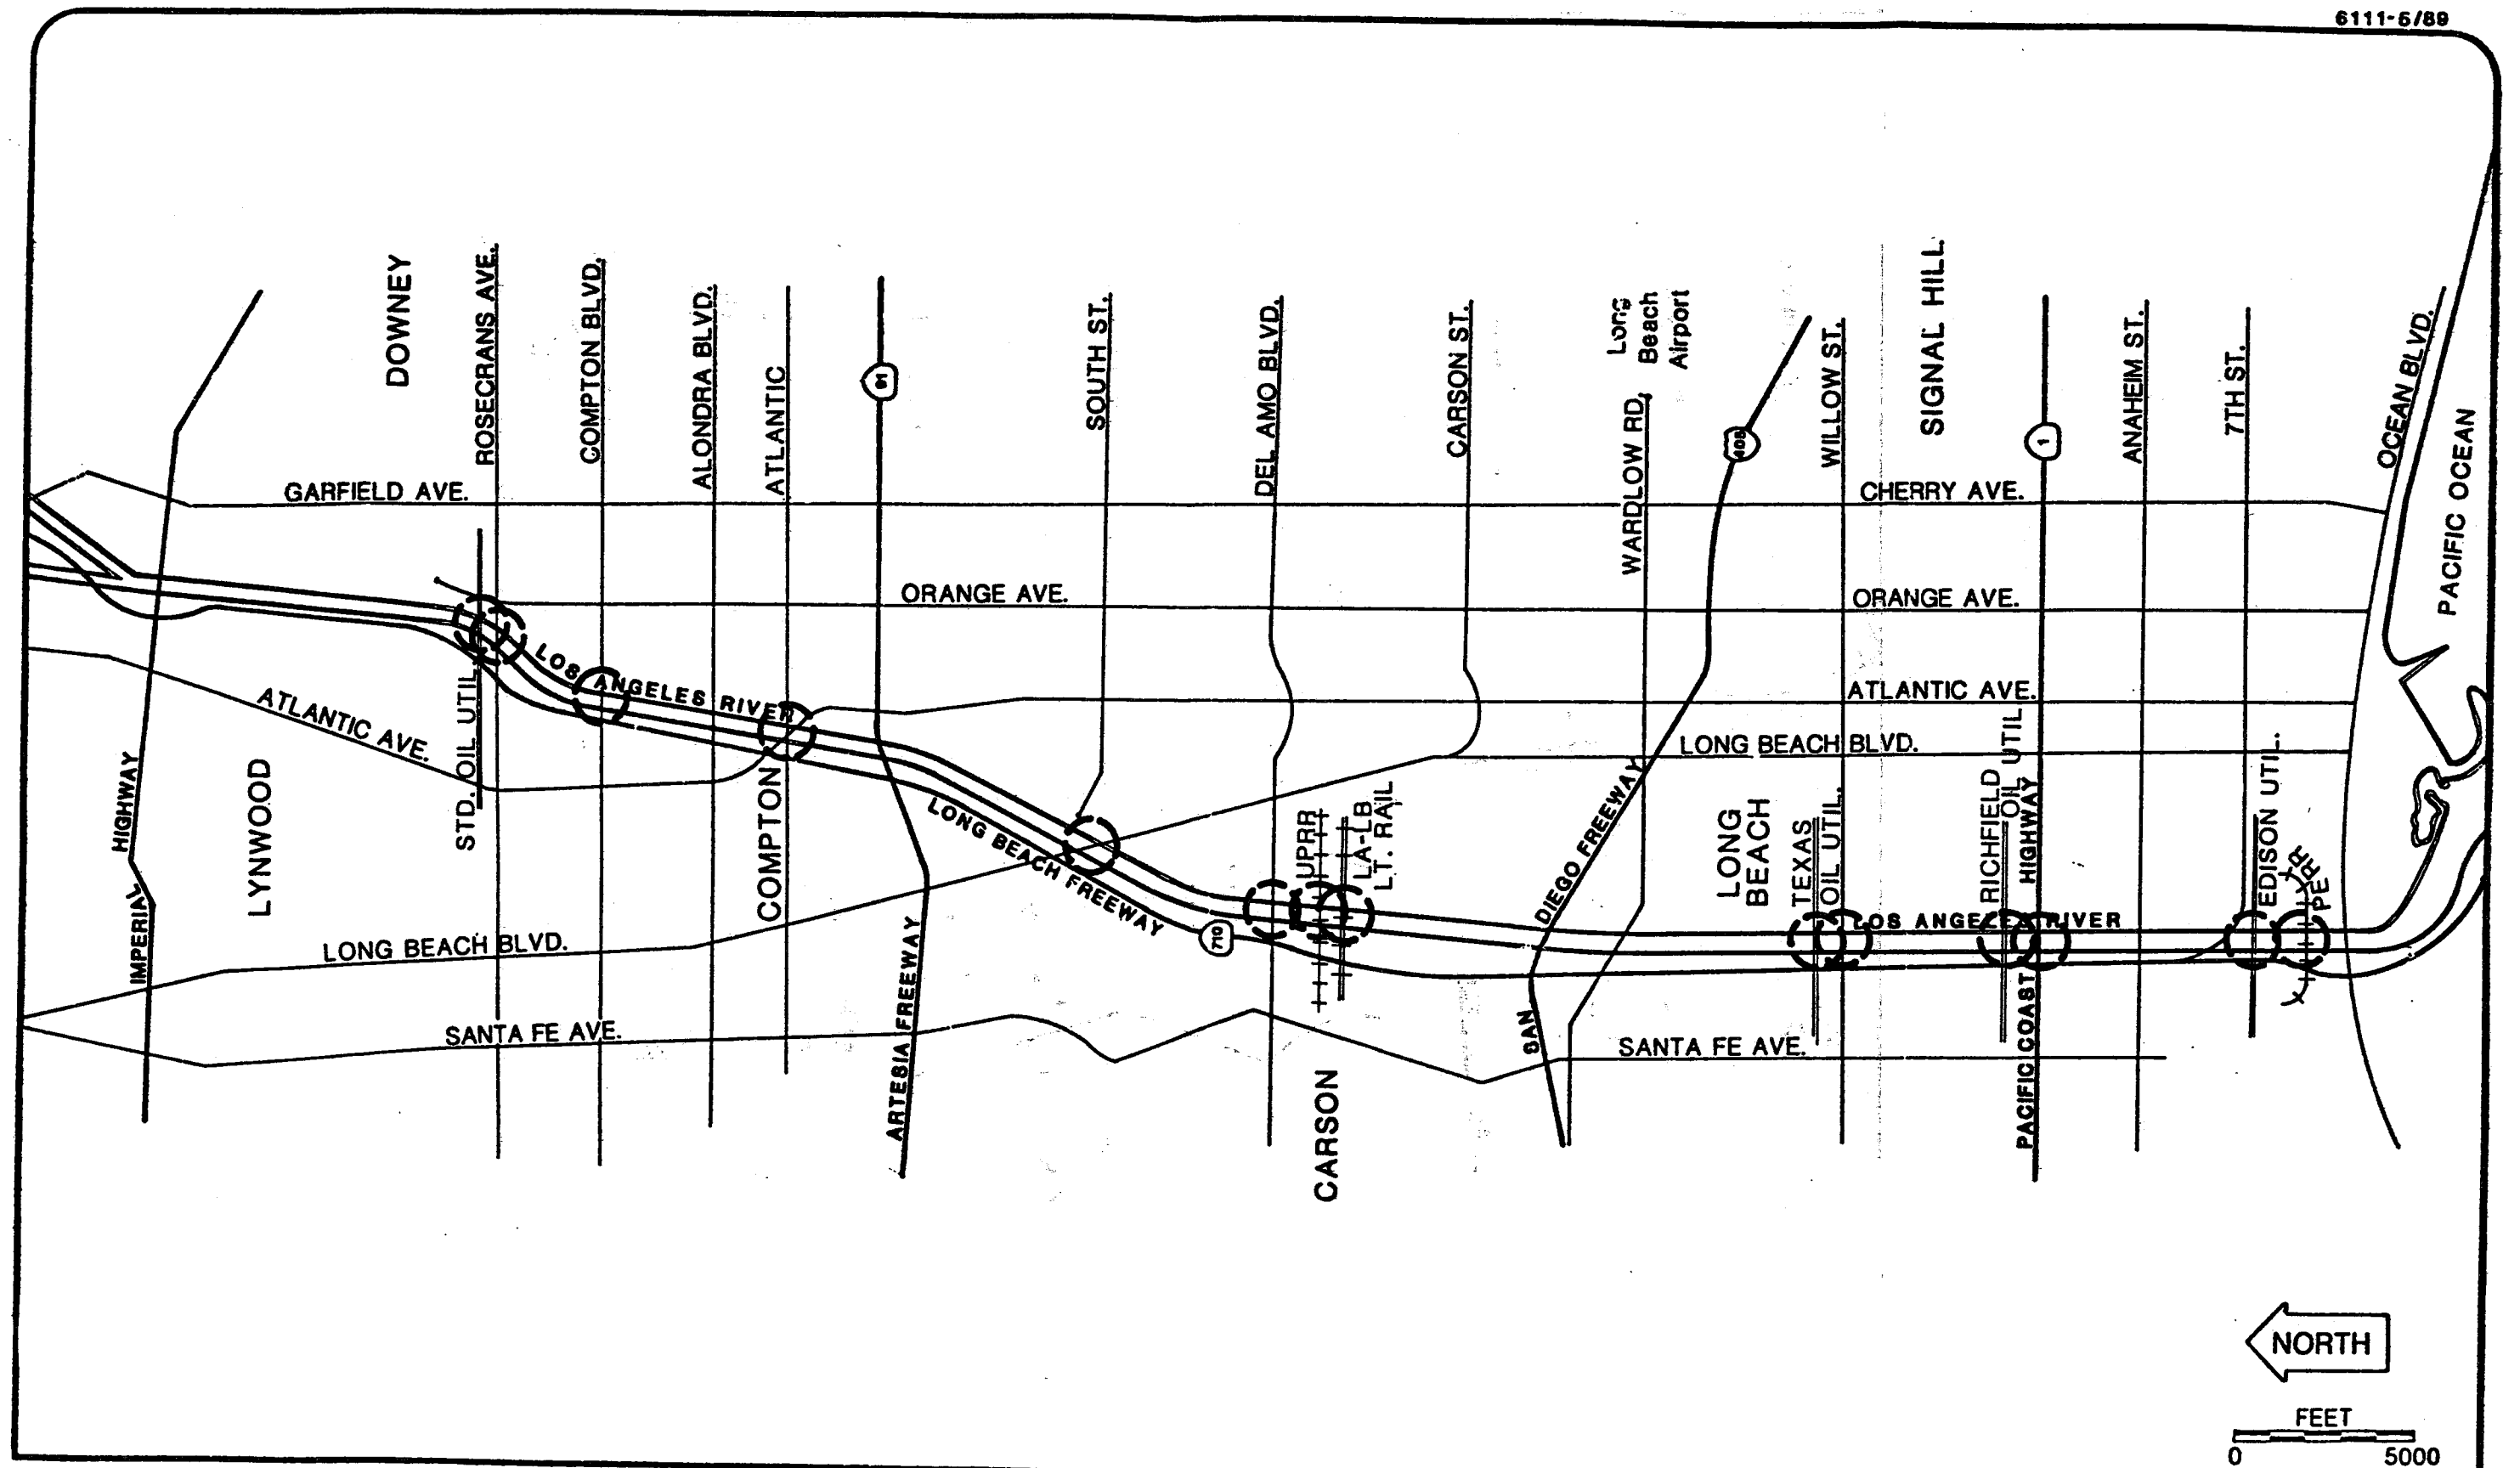 6111-5/89
DOWNEY
ROSECRANS AVE.
COMPTON BLVD.
ALONDRA BLVD.
ATLANTIC
91
SOUTH ST.
DEL AMO BLVD.
CARSON ST.
Long
Beach
Airport
WARDLOW RD.
405
WILLOW ST.
SIGNAL HILL
1
ANAHEIM ST.
7TH ST.
OCEAN BLVD.
PACIFIC OCEAN
GARFIELD AVE.
CHERRY AVE.
ORANGE AVE.
ORANGE AVE.
LOS ANGELES RIVER
ATLANTIC AVE.
ATLANTIC AVE.
STD. OIL UTIL.
LONG BEACH BLVD.
IMPERIAL HIGHWAY
LYNWOOD
COMPTON
LONG BEACH FREEWAY
710
UPRR
LA-LB
LT. RAIL
SAN DIEGO FREEWAY
LONG
BEACH
TEXAS
OIL UTIL.
RICHFIELD
OIL UTIL.
PACIFIC COAST HIGHWAY
EDISON UTIL.
LOS ANGELES RIVER
LONG BEACH BLVD.
ARTESIA FREEWAY
SANTA FE AVE.
SANTA FE AVE.
CARSON
NORTH
FEET
0 5000